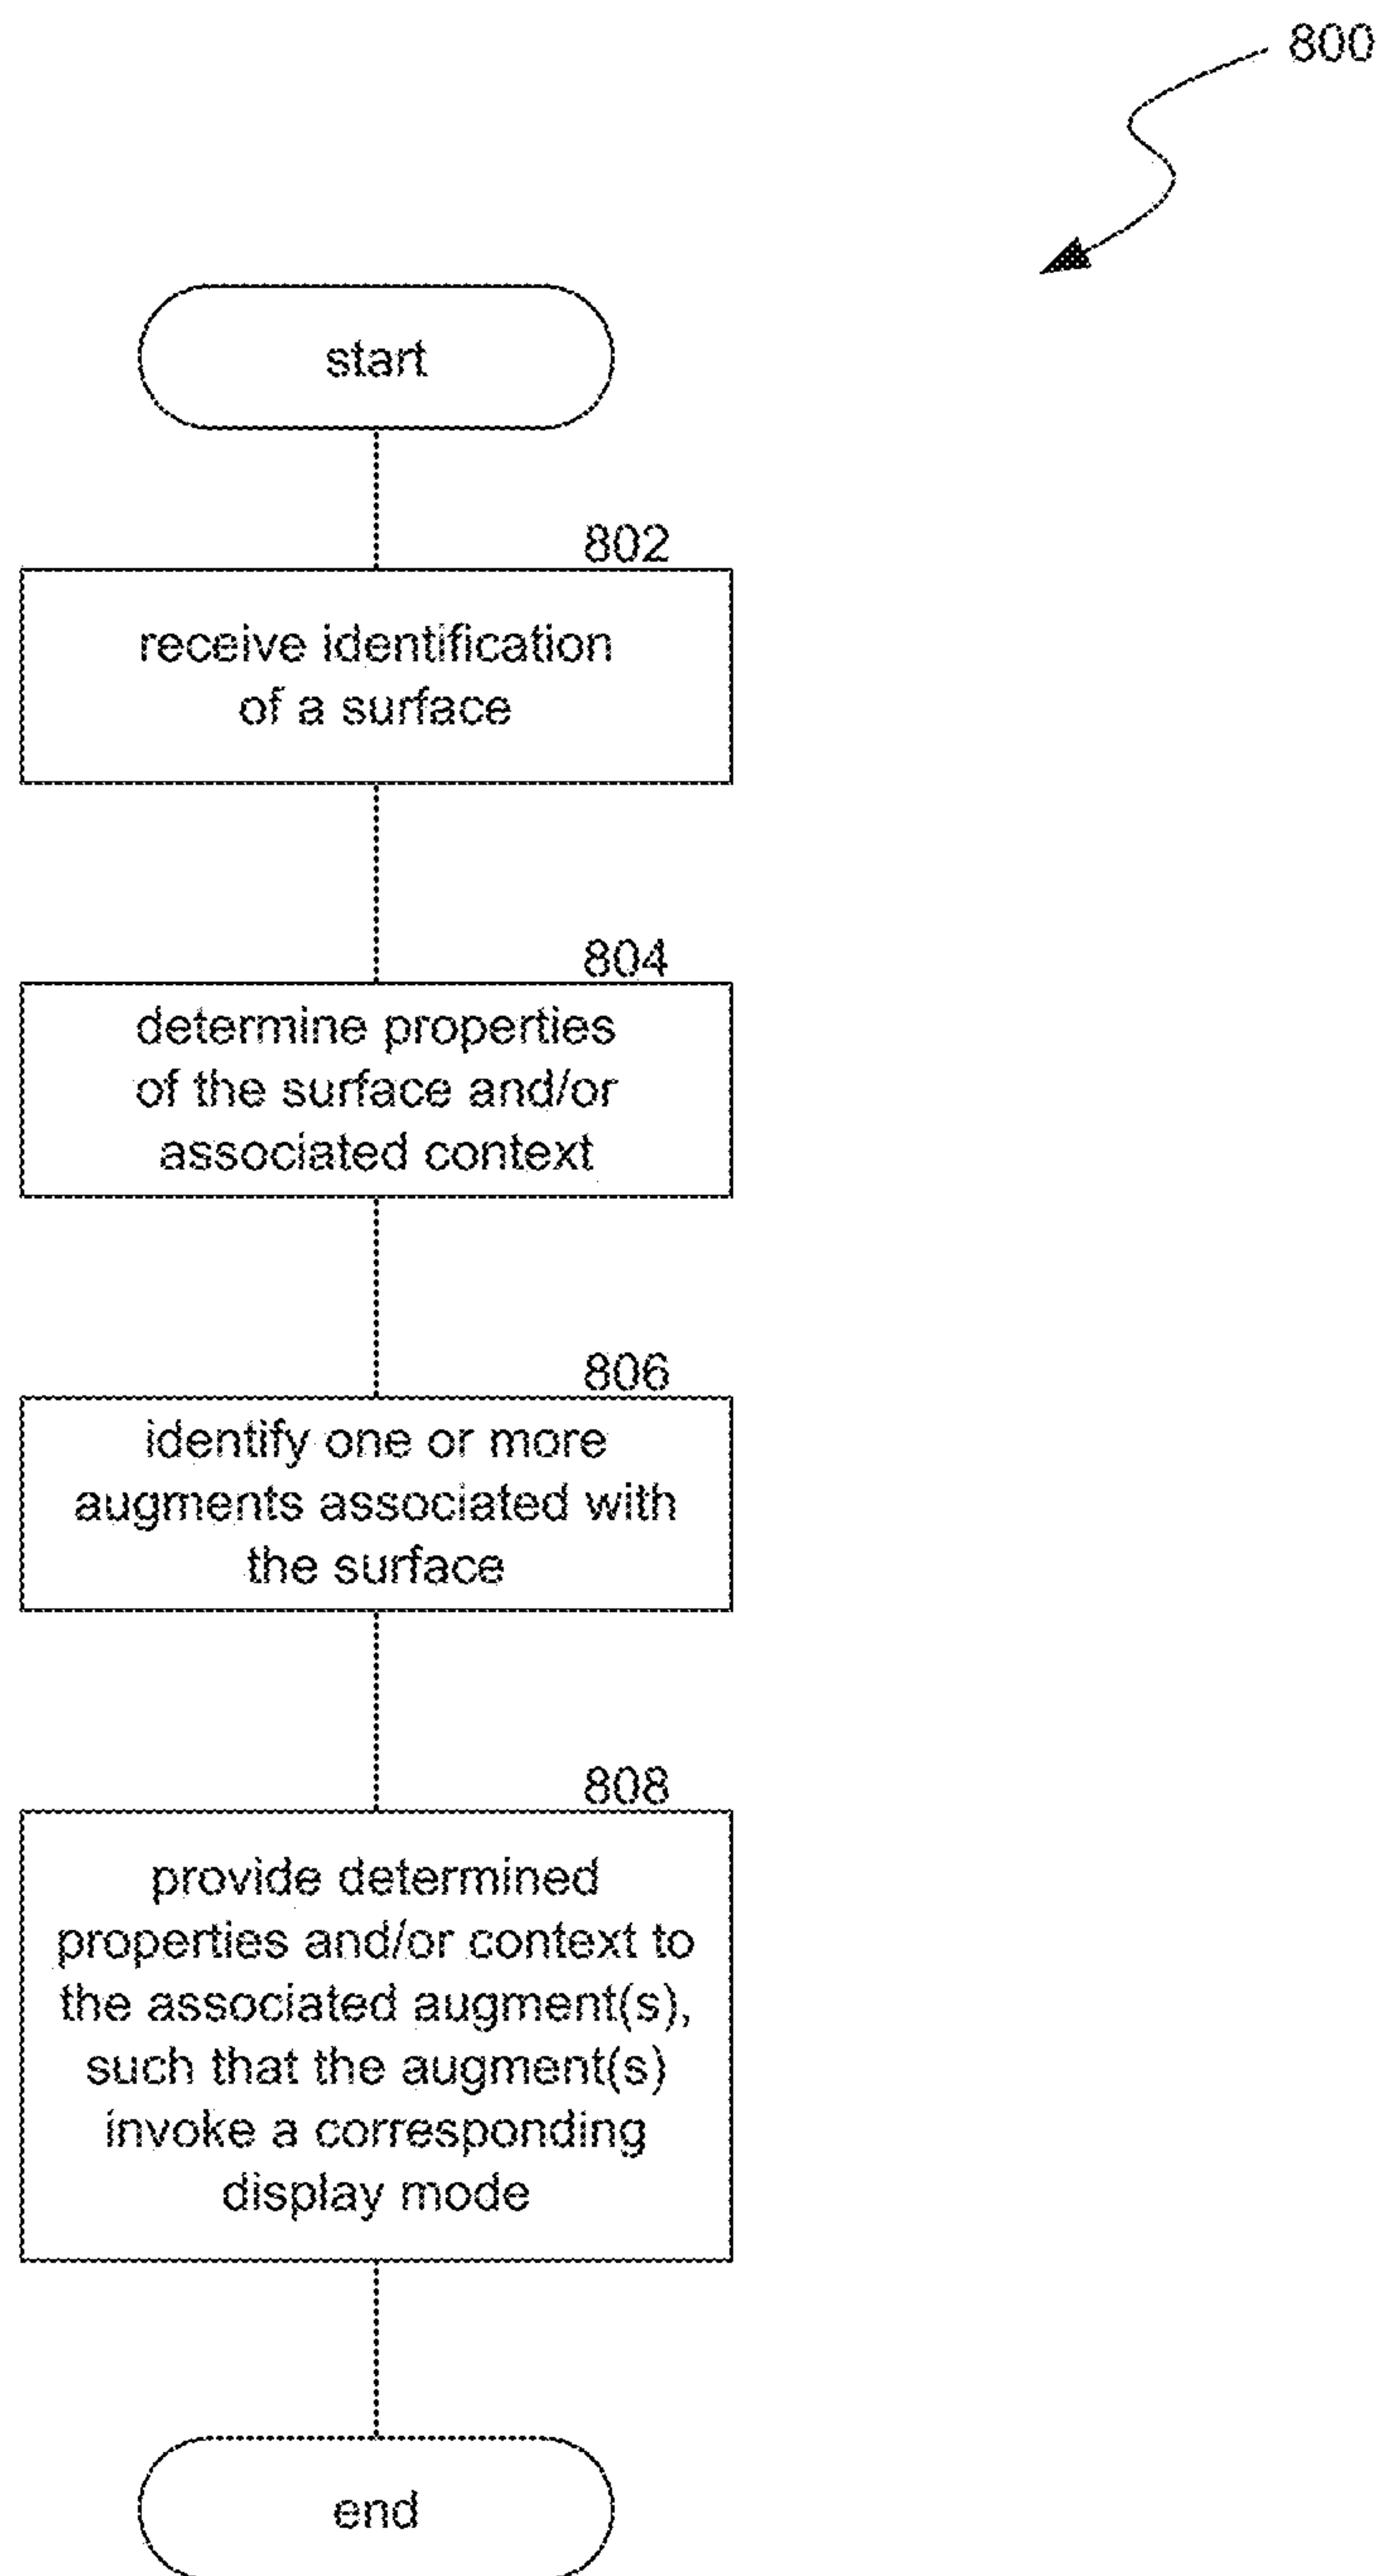 800
start
802
receive identification
of a surface
804
determine properties
of the surface and/or
associated context
806
identify one or more
augments associated with
the surface
808
provide determined
properties and/or context to
the associated augment(s),
such that the augment(s)
invoke a corresponding
display mode
end